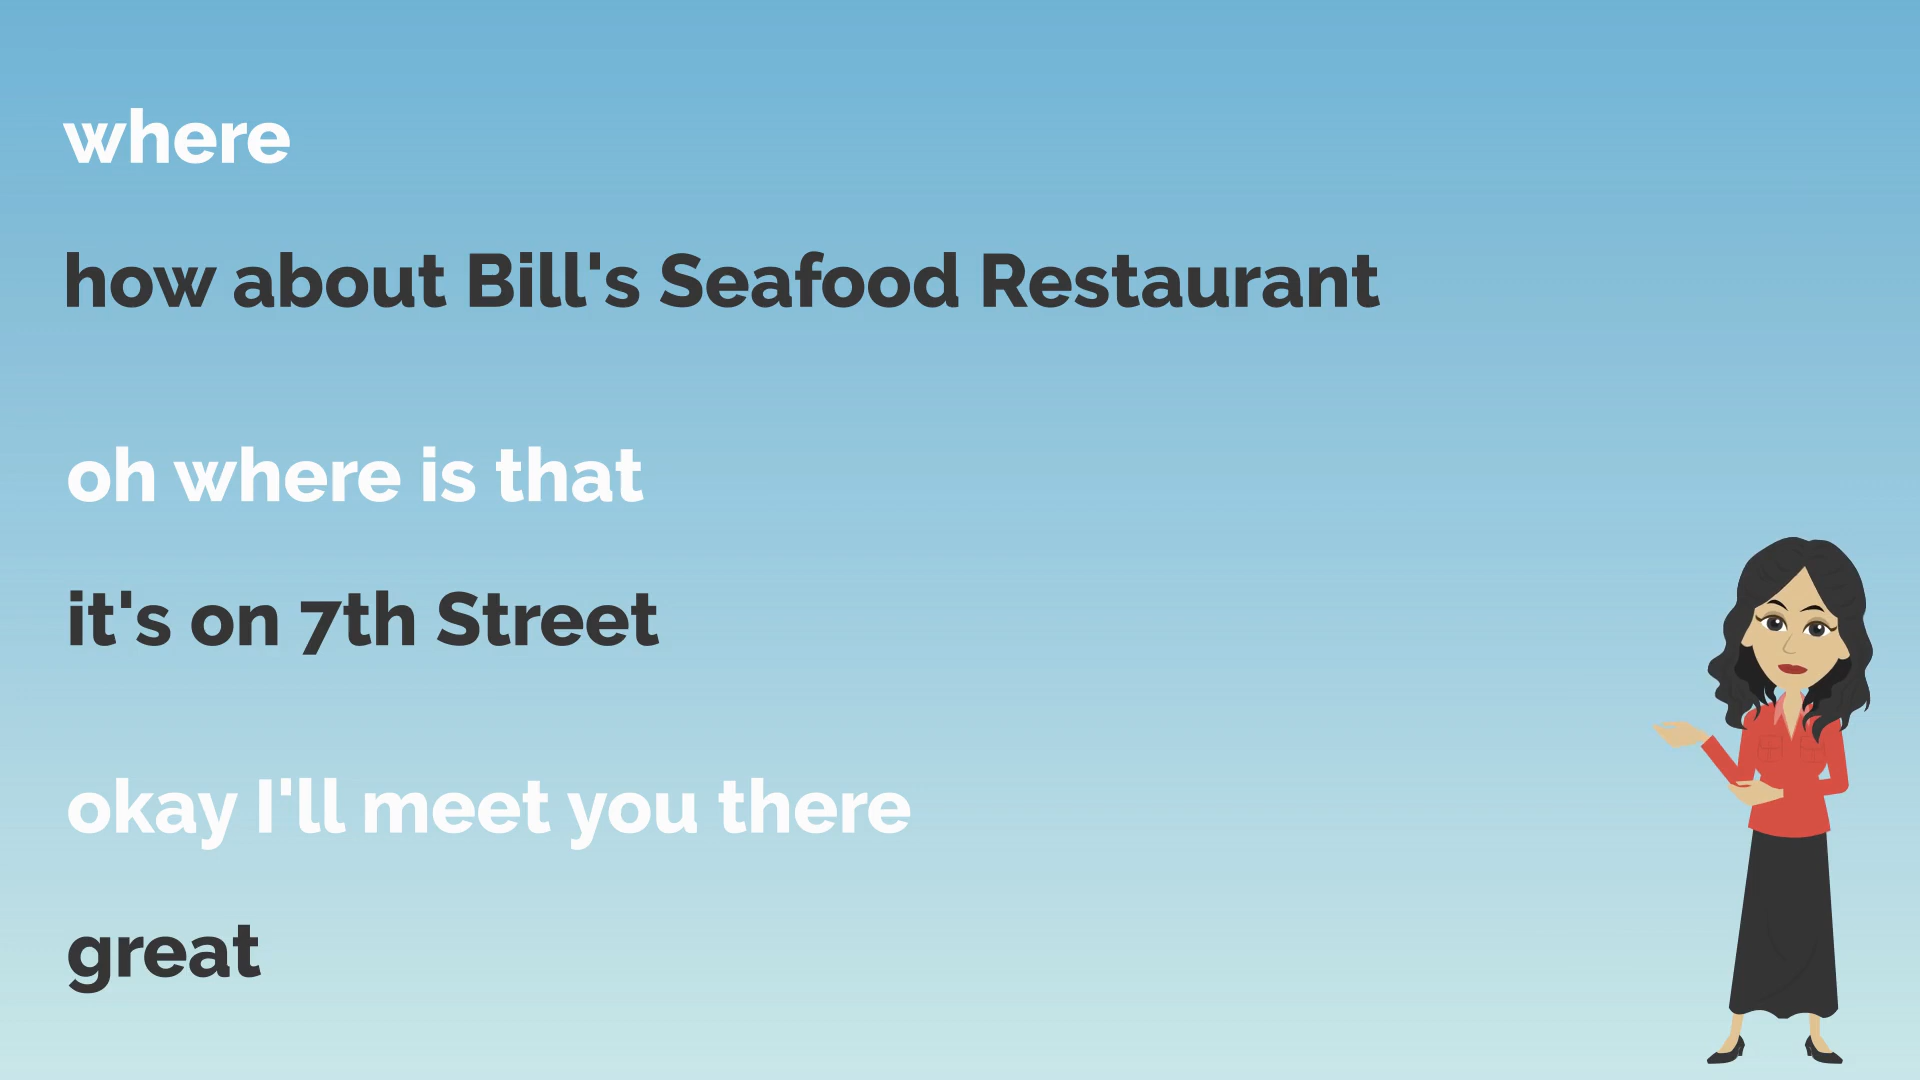 where
how about Bill's Seafood Restaurant
oh where is that
it's on 7th Street
okay I'll meet you there
great